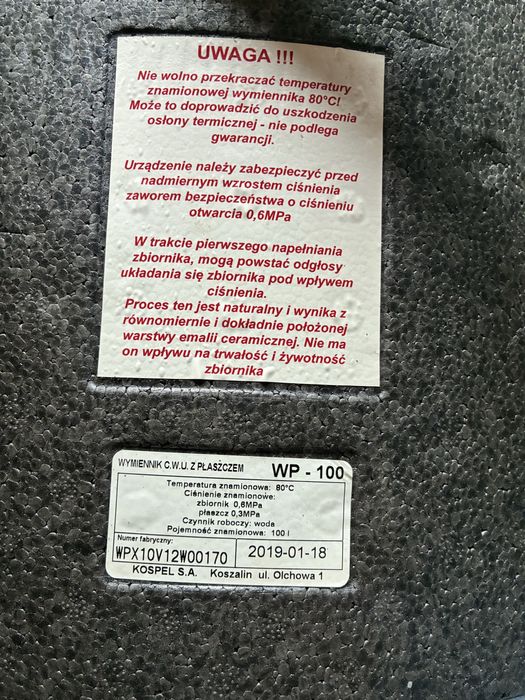 UWAGA !!!
Nie wolno przekraczać temperatury
znamionowej wymiennika 80°C!
Może to doprowadzić do uszkodzenia
osłony termicznej - nie podlega
gwarancji.
Urządzenie należy zabezpieczyć przed
nadmiernym wzrostem ciśnienia
zaworem bezpieczeństwa o ciśnieniu
otwarcia 0,6MPa
W trakcie pierwszego napełniania
zbiornika, mogą powstać odgłosy
układania się zbiornika pod wpływem
ciśnienia.
Proces ten jest naturalny i wynika z
równomiernie i dokładnie położonej
warstwy emalii ceramicznej. Nie ma
on wpływu na trwałość i żywotność
zbiornika
WYMIENNIK C.W.U. Z PŁASZCZEM WP - 100
Temperatura znamionowa: 80°C
Ciśnienie znamionowe:
zbiornik 0,6MPa
płaszcz 0,3MPa
Czynnik roboczy: woda
Pojemność znamionowa: 100 l
Numer fabryczny:
WPX10V12W00170 2019-01-18
KOSPEL S.A. Koszalin ul. Olchowa 1